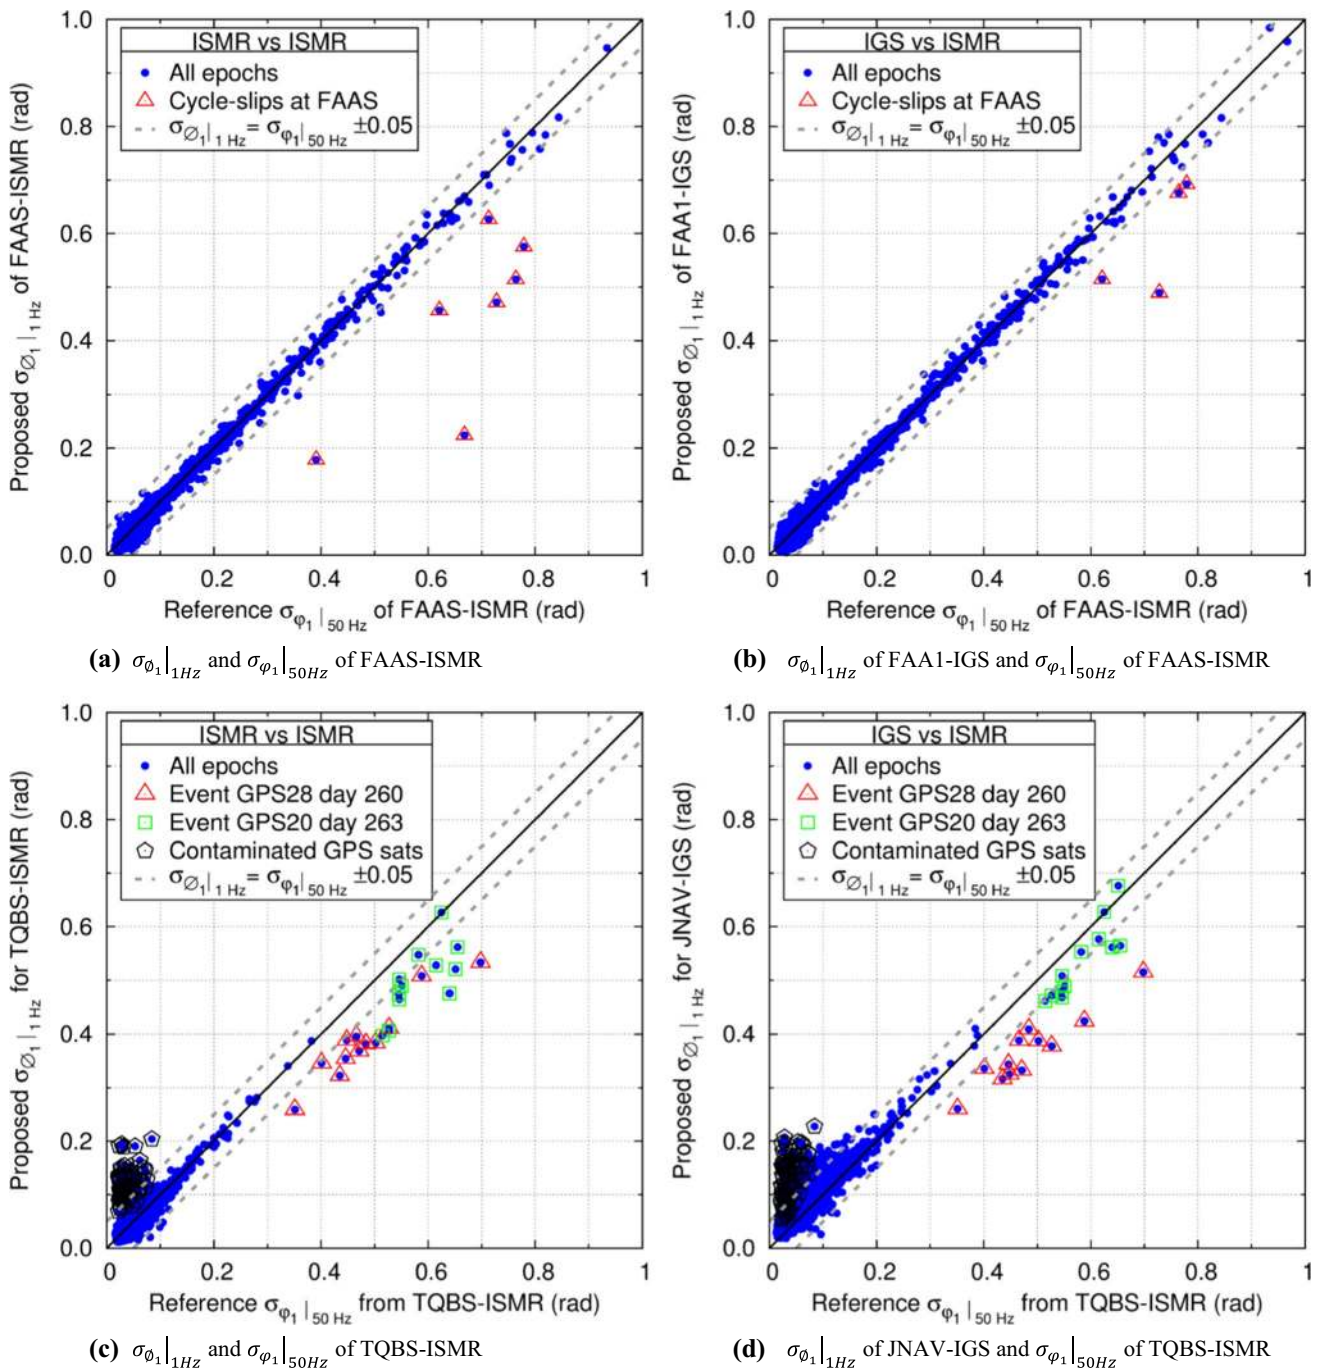 ISMR vs ISMR
All epochs
Cycle-slips at FAAS
σ∅₁|1 Hz = σφ₁|50 Hz ±0.05
1.0
0.8
0.6
0.4
0.2
0.0
0
0.2
0.4
0.6
0.8
1
Proposed σ∅₁|1 Hz of FAAS-ISMR (rad)
Reference σφ₁|50 Hz of FAAS-ISMR (rad)
(a) σ∅₁|1Hz and σφ₁|50Hz of FAAS-ISMR
IGS vs ISMR
All epochs
Cycle-slips at FAAS
σ∅₁|1 Hz = σφ₁|50 Hz ±0.05
1.0
0.8
0.6
0.4
0.2
0.0
0
0.2
0.4
0.6
0.8
1
Proposed σ∅₁|1 Hz of FAA1-IGS (rad)
Reference σφ₁|50 Hz of FAAS-ISMR (rad)
(b) σ∅₁|1Hz of FAA1-IGS and σφ₁|50Hz of FAAS-ISMR
ISMR vs ISMR
All epochs
Event GPS28 day 260
Event GPS20 day 263
Contaminated GPS sats
σ∅₁|1 Hz = σφ₁|50 Hz ±0.05
1.0
0.8
0.6
0.4
0.2
0.0
0
0.2
0.4
0.6
0.8
1
Proposed σ∅₁|1 Hz for TQBS-ISMR (rad)
Reference σφ₁|50 Hz from TQBS-ISMR (rad)
(c) σ∅₁|1Hz and σφ₁|50Hz of TQBS-ISMR
IGS vs ISMR
All epochs
Event GPS28 day 260
Event GPS20 day 263
Contaminated GPS sats
σ∅₁|1 Hz = σφ₁|50 Hz ±0.05
1.0
0.8
0.6
0.4
0.2
0.0
0
0.2
0.4
0.6
0.8
1
Proposed σ∅₁|1 Hz for JNAV-IGS (rad)
Reference σφ₁|50 Hz from TQBS-ISMR (rad)
(d) σ∅₁|1Hz of JNAV-IGS and σφ₁|50Hz of TQBS-ISMR